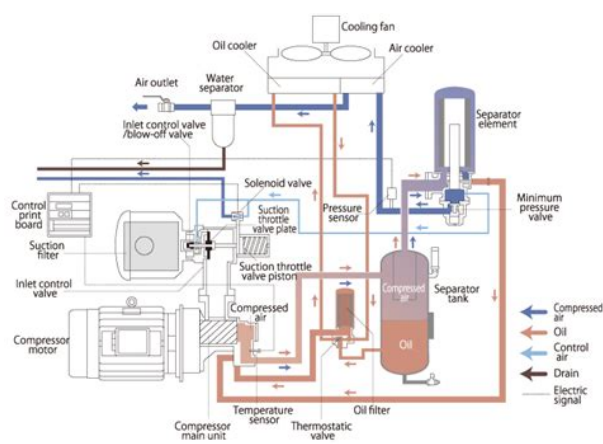 Cooling fan
Oil cooler
Air cooler
Air outlet
Water
separator
Separator
element
Inlet control valve
/blow-off valve
Solenoid valve
Control
print
board
Suction throttle
valve plate
Pressure
sensor
Minimum
pressure
valve
Suction
filter
Suction throttle
valve piston
Inlet control
valve
Compressed
air
Compressed
air
Separator
tank
Compressor
motor
Oil
Compressed
air
Oil
Control
air
Drain
Electric
signal
Temperature
sensor
Oil filter
Compressor
main unit
Thermostatic
valve